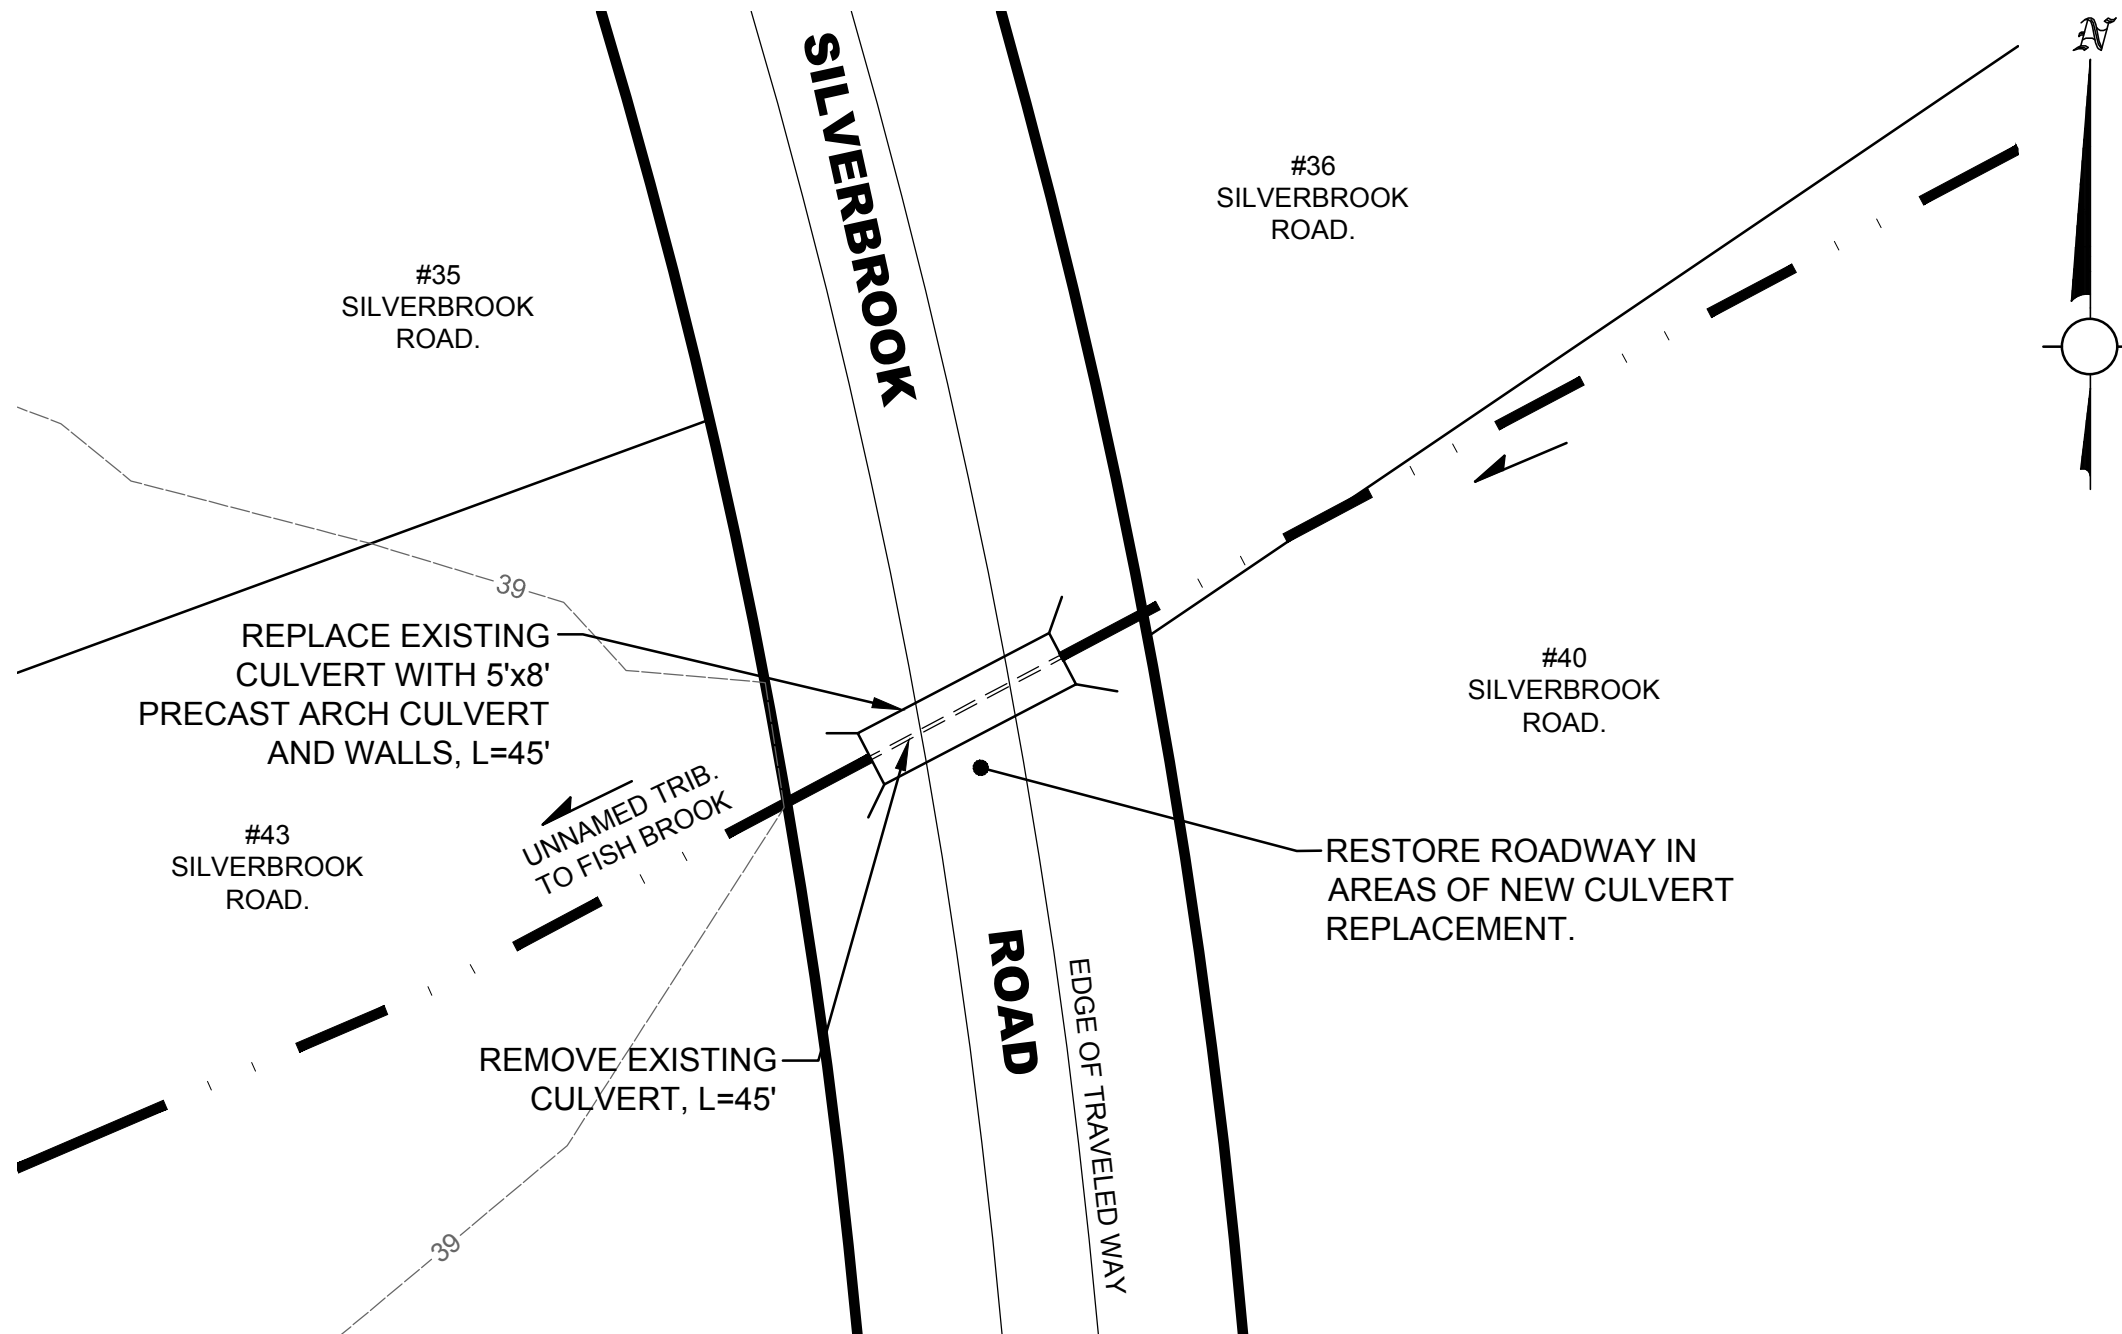 N
SILVERBROOK
#36
SILVERBROOK
ROAD.
#35
SILVERBROOK
ROAD.
39
REPLACE EXISTING
CULVERT WITH 5'x8'
PRECAST ARCH CULVERT
AND WALLS, L=45'
#40
SILVERBROOK
ROAD.
UNNAMED TRIB.
TO FISH BROOK
#43
SILVERBROOK
ROAD.
RESTORE ROADWAY IN
AREAS OF NEW CULVERT
REPLACEMENT.
ROAD
EDGE OF TRAVELED WAY
REMOVE EXISTING
CULVERT, L=45'
39